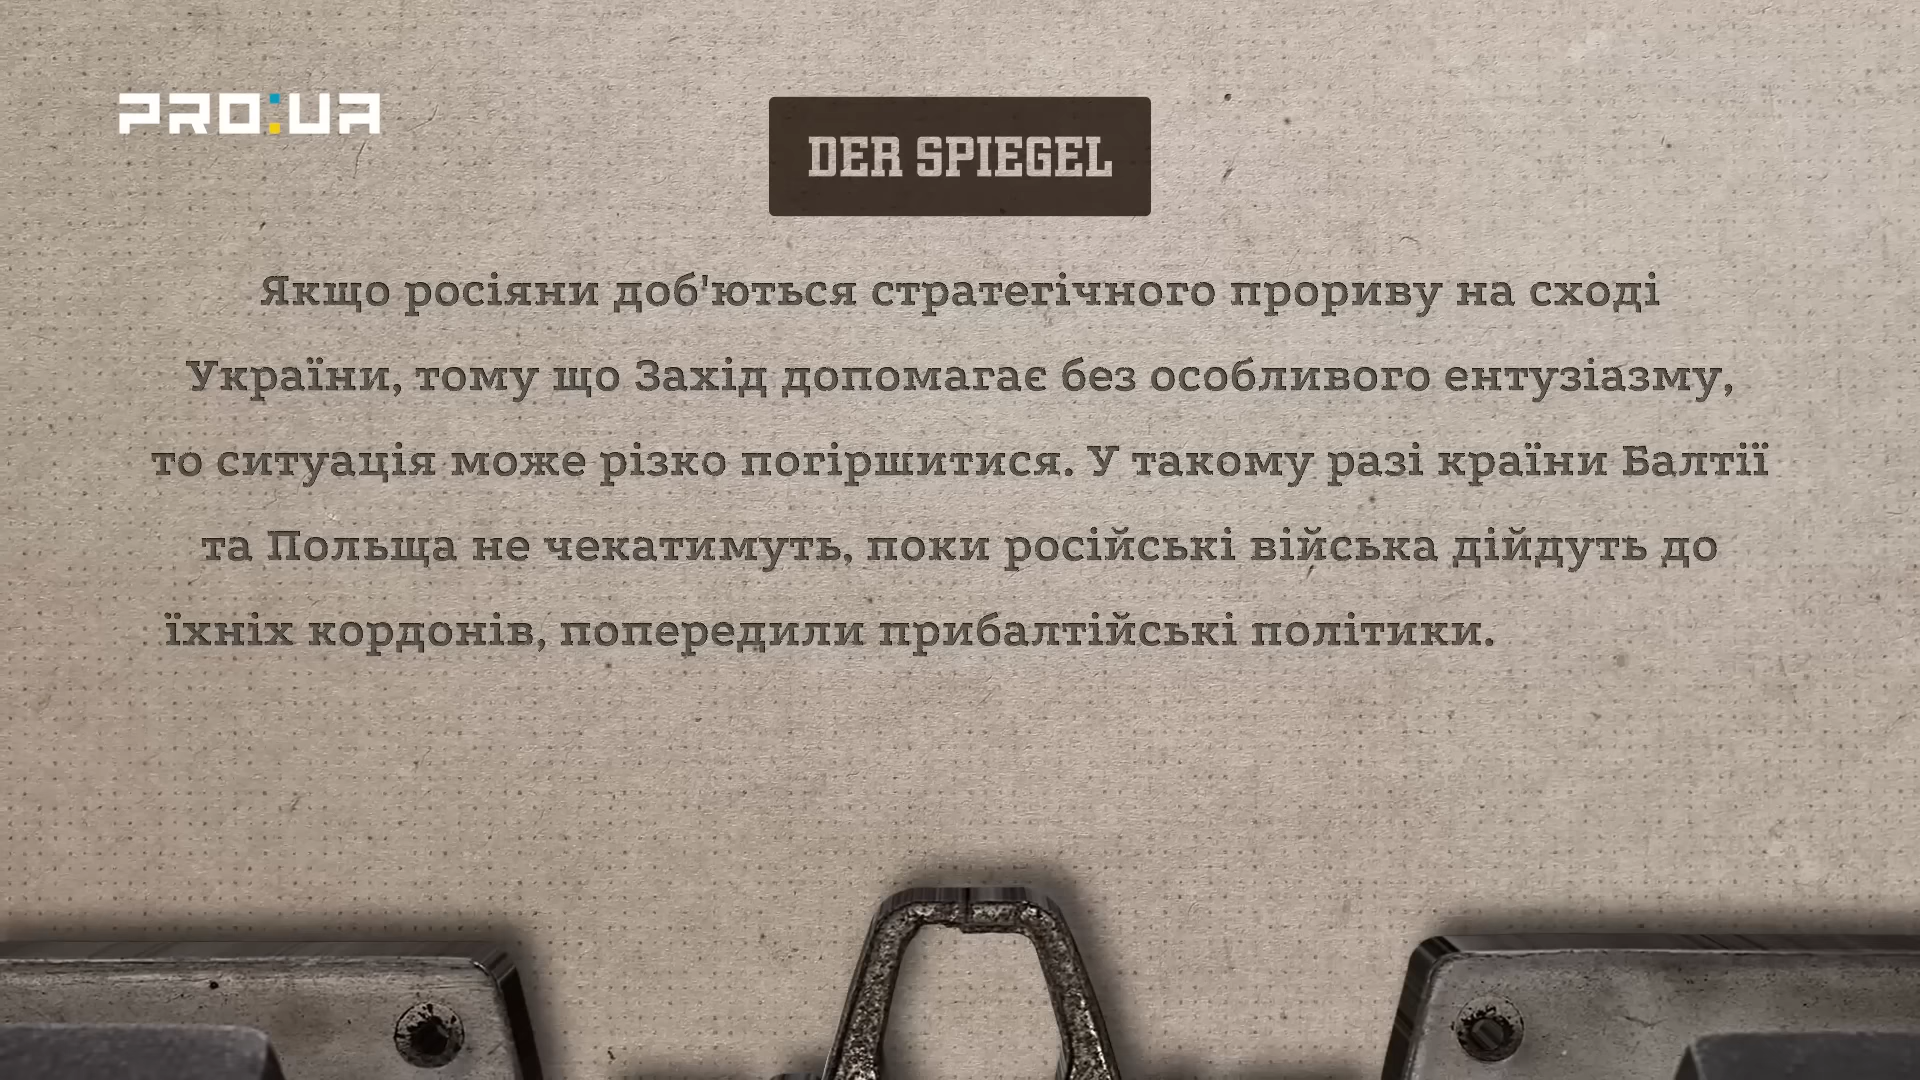 PRO:UA
DER SPIEGEL
Якщо росіяни доб'ються стратегічного прориву на сході
України, тому що Захід допомагає без особливого ентузіазму,
то ситуація може різко погіршитися. У такому разі країни Балтії
та Польща не чекатимуть, поки російські війська дійдуть до
їхніх кордонів, попередили прибалтійські політики.